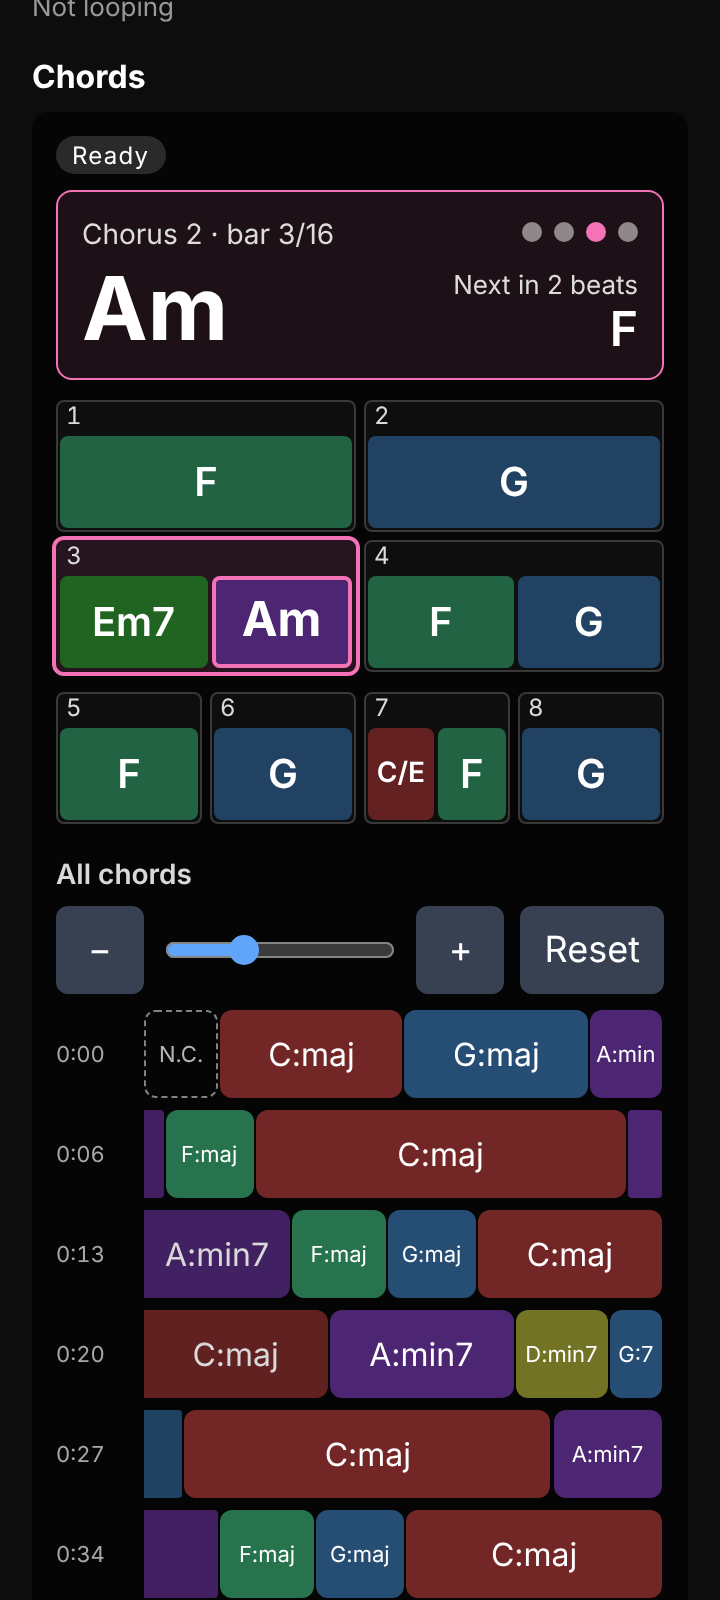 Not looping
Chords
Ready
Chorus 2 · bar 3/16
Am
Next in 2 beats
F
1
F
2
G
3
Em7
Am
4
F
G
5
F
6
G
7
C/E
F
8
G
All chords
−
+
Reset
0:00
N.C.
C:maj
G:maj
A:min
0:06
F:maj
C:maj
0:13
A:min7
F:maj
G:maj
C:maj
0:20
C:maj
A:min7
D:min7
G:7
0:27
C:maj
A:min7
0:34
F:maj
G:maj
C:maj